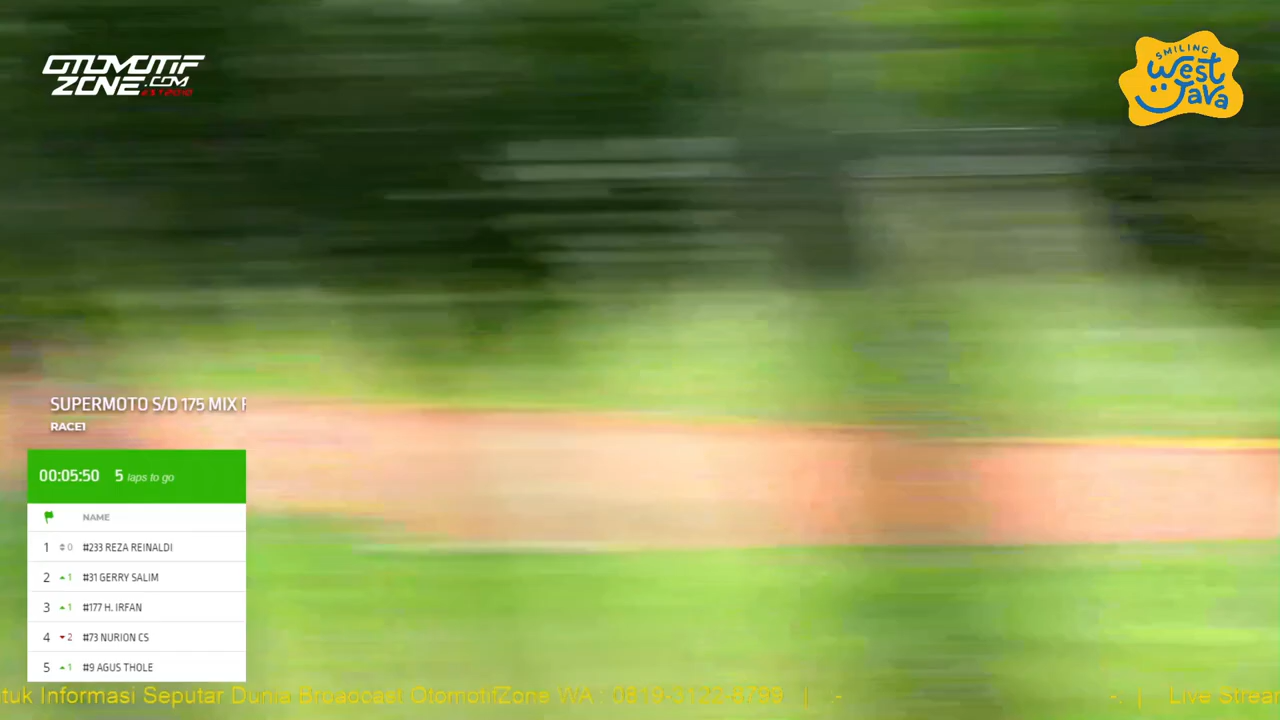 OTOMOTIF
ZONE.COM
EST2010
SMILING
West
Java
SUPERMOTO S/D 175 MIX
RACE1
00:05:50 5 laps to go
NAME
1 0 #233 REZA REINALDI
2 1 #31 GERRY SALIM
3 1 #177 H. IRFAN
4 2 #73 NURION CS
5 1 #9 AGUS THOLE
tuk Informasi Seputar Dunia Broadcast OtomotifZone WA : 0819-3122-8799 | - - | Live Strea